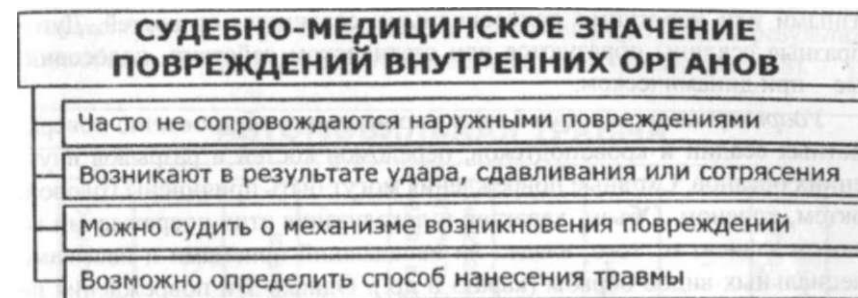 СУДЕБНО-МЕДИЦИНСКОЕ ЗНАЧЕНИЕ
ПОВРЕЖДЕНИЙ ВНУТРЕННИХ ОРГАНОВ
Часто не сопровождаются наружными повреждениями
Возникают в результате удара, сдавливания или сотрясения
Можно судить о механизме возникновения повреждений
Возможно определить способ нанесения травмы